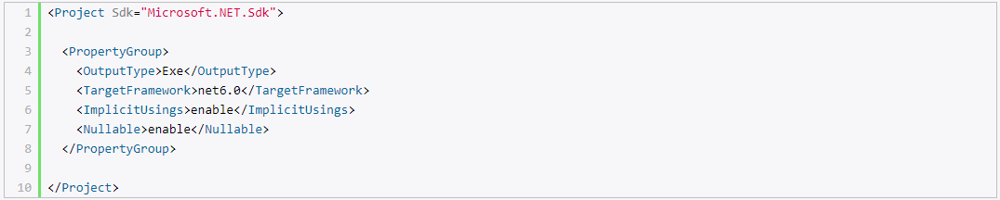 1 <Project Sdk="Microsoft.NET.Sdk">
2
3   <PropertyGroup>
4     <OutputType>Exe</OutputType>
5     <TargetFramework>net6.0</TargetFramework>
6     <ImplicitUsings>enable</ImplicitUsings>
7     <Nullable>enable</Nullable>
8   </PropertyGroup>
9
10 </Project>